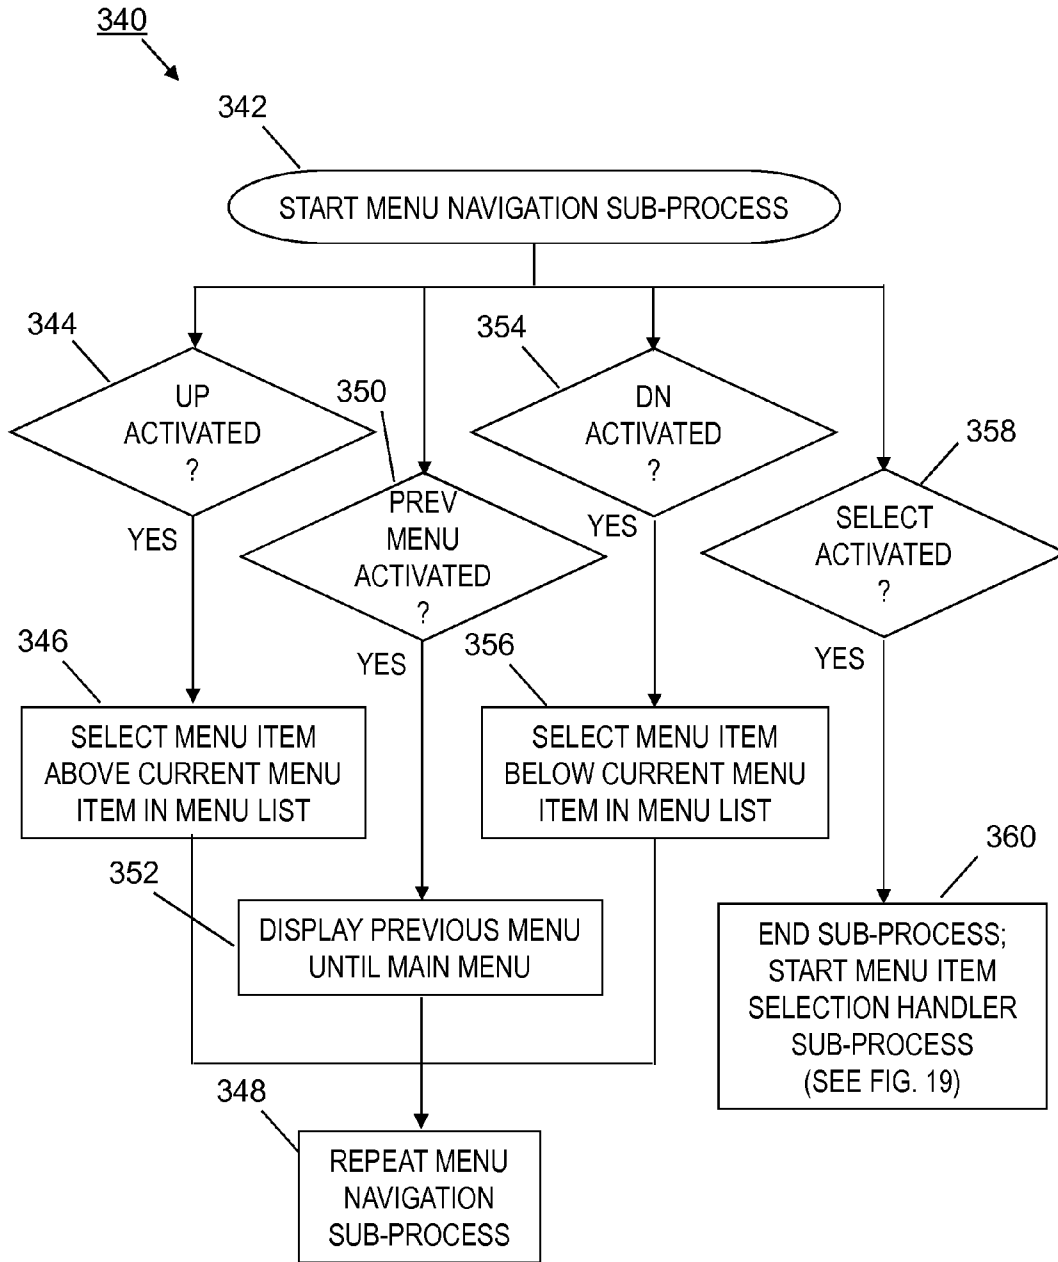 340
342
START MENU NAVIGATION SUB-PROCESS
344
UP
ACTIVATED
?
YES
350
PREV
MENU
ACTIVATED
?
YES
354
DN
ACTIVATED
?
YES
358
SELECT
ACTIVATED
?
YES
346
SELECT MENU ITEM
ABOVE CURRENT MENU
ITEM IN MENU LIST
356
SELECT MENU ITEM
BELOW CURRENT MENU
ITEM IN MENU LIST
352
DISPLAY PREVIOUS MENU
UNTIL MAIN MENU
360
END SUB-PROCESS;
START MENU ITEM
SELECTION HANDLER
SUB-PROCESS
(SEE FIG. 19)
348
REPEAT MENU
NAVIGATION
SUB-PROCESS